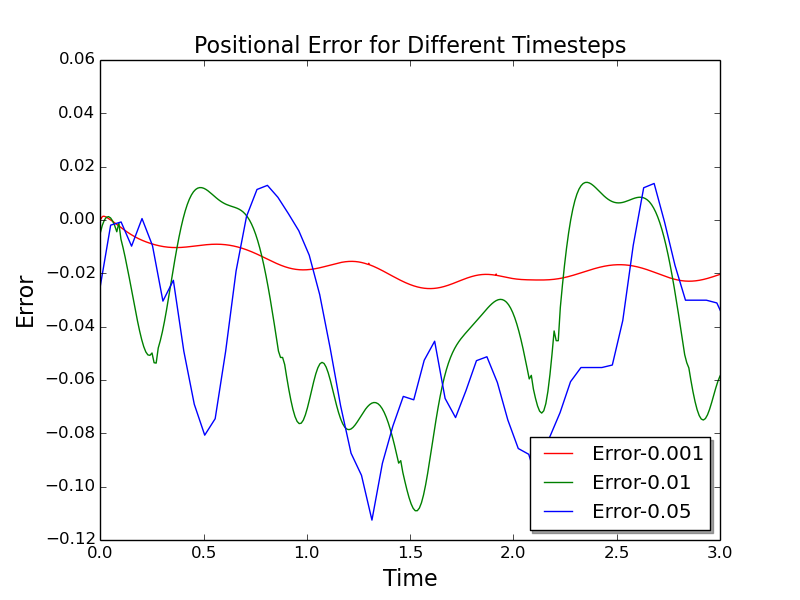 Positional Error for Different Timesteps
0.06
0.04
0.02
0.00
−0.02
−0.04
−0.06
−0.08
−0.10
−0.12
Error
Error-0.001
Error-0.01
Error-0.05
0.0 0.5 1.0 1.5 2.0 2.5 3.0
Time